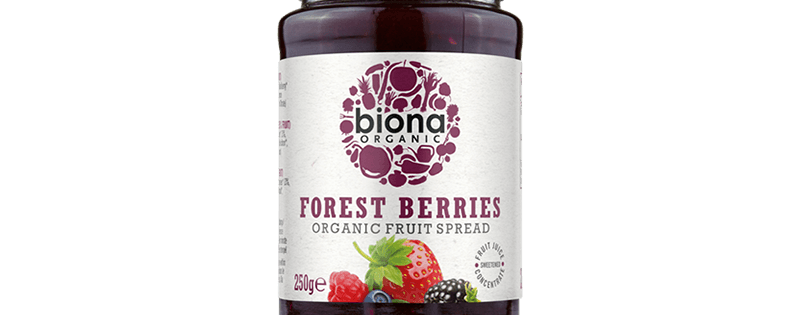 biona
ORGANIC
FOREST BERRIES
ORGANIC FRUIT SPREAD
FRUIT JUICE
SWEETENED
CONCENTRATE
250g℮